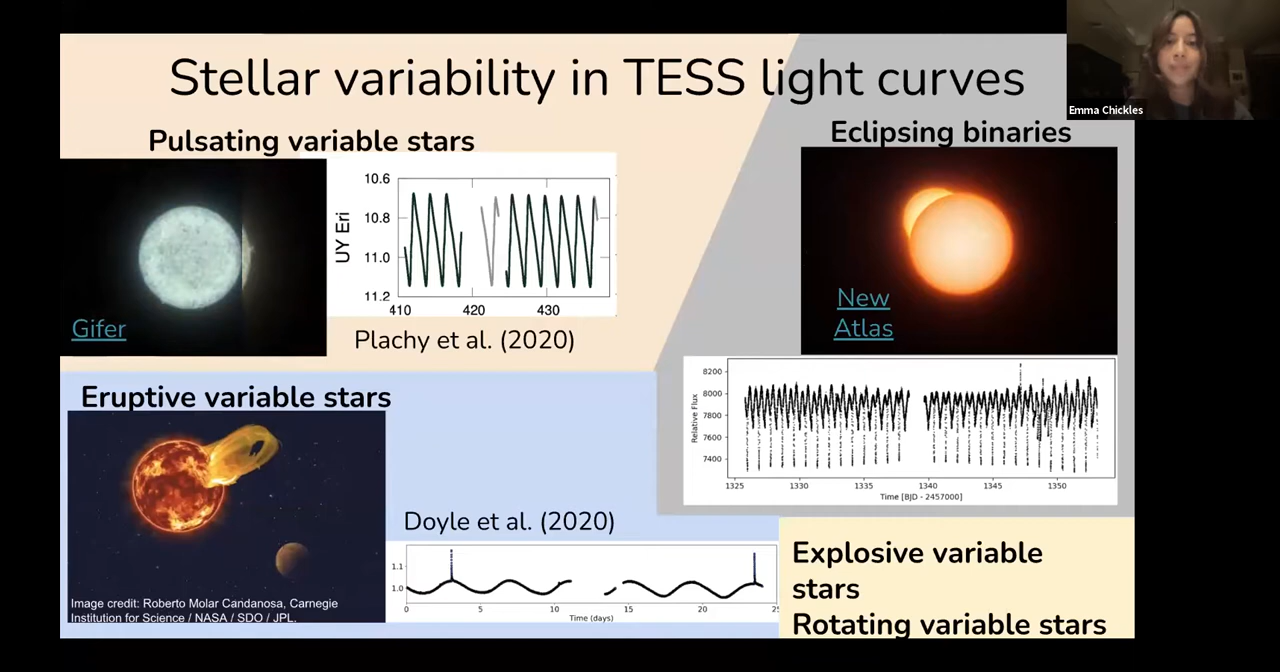 Stellar variability in TESS light curves
Emma Chickles
Pulsating variable stars
Gifer
UY Eri
10.6
10.8
11.0
11.2
410
420
430
Plachy et al. (2020)
Eclipsing binaries
New
Atlas
Relative Flux
8200
8000
7800
7600
7400
1325
1330
1335
1340
1345
1350
Time [BJD - 2457000]
Eruptive variable stars
Image credit: Roberto Molar Candanosa, Carnegie
Institution for Science / NASA / SDO / JPL.
Doyle et al. (2020)
1.1
1.0
0
5
10
15
20
25
Time (days)
Explosive variable
stars
Rotating variable stars